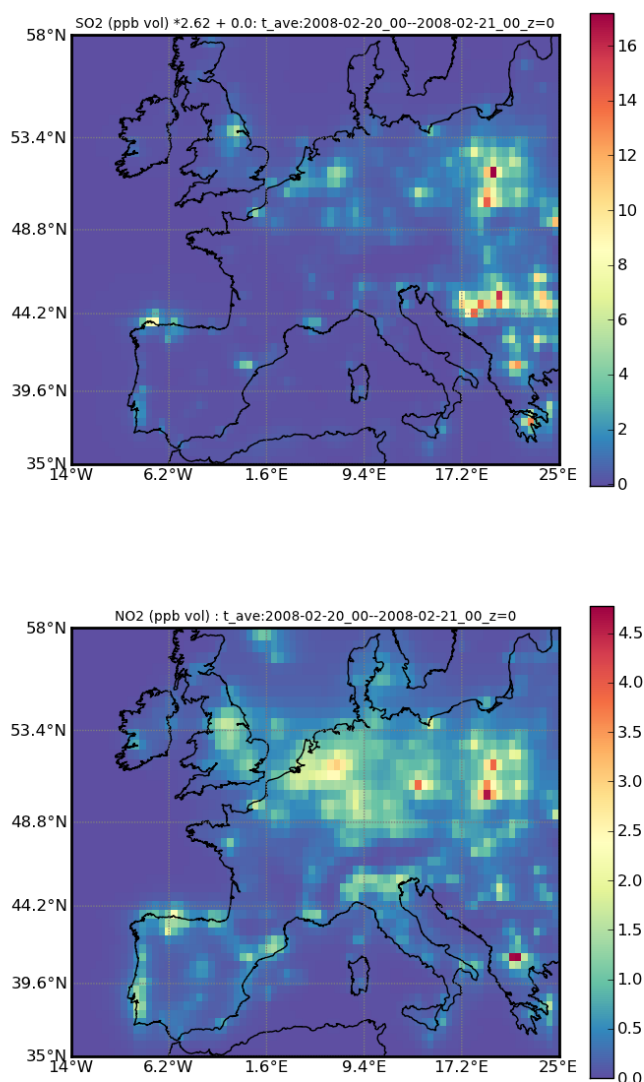 SO2 (ppb vol) *2.62 + 0.0: t_ave:2008-02-20_00--2008-02-21_00_z=0
58°N
53.4°N
48.8°N
44.2°N
39.6°N
35°N
14°W
6.2°W
1.6°E
9.4°E
17.2°E
25°E
16
14
12
10
8
6
4
2
0
NO2 (ppb vol) : t_ave:2008-02-20_00--2008-02-21_00_z=0
58°N
53.4°N
48.8°N
44.2°N
39.6°N
35°N
14°W
6.2°W
1.6°E
9.4°E
17.2°E
25°E
4.5
4.0
3.5
3.0
2.5
2.0
1.5
1.0
0.5
0.0